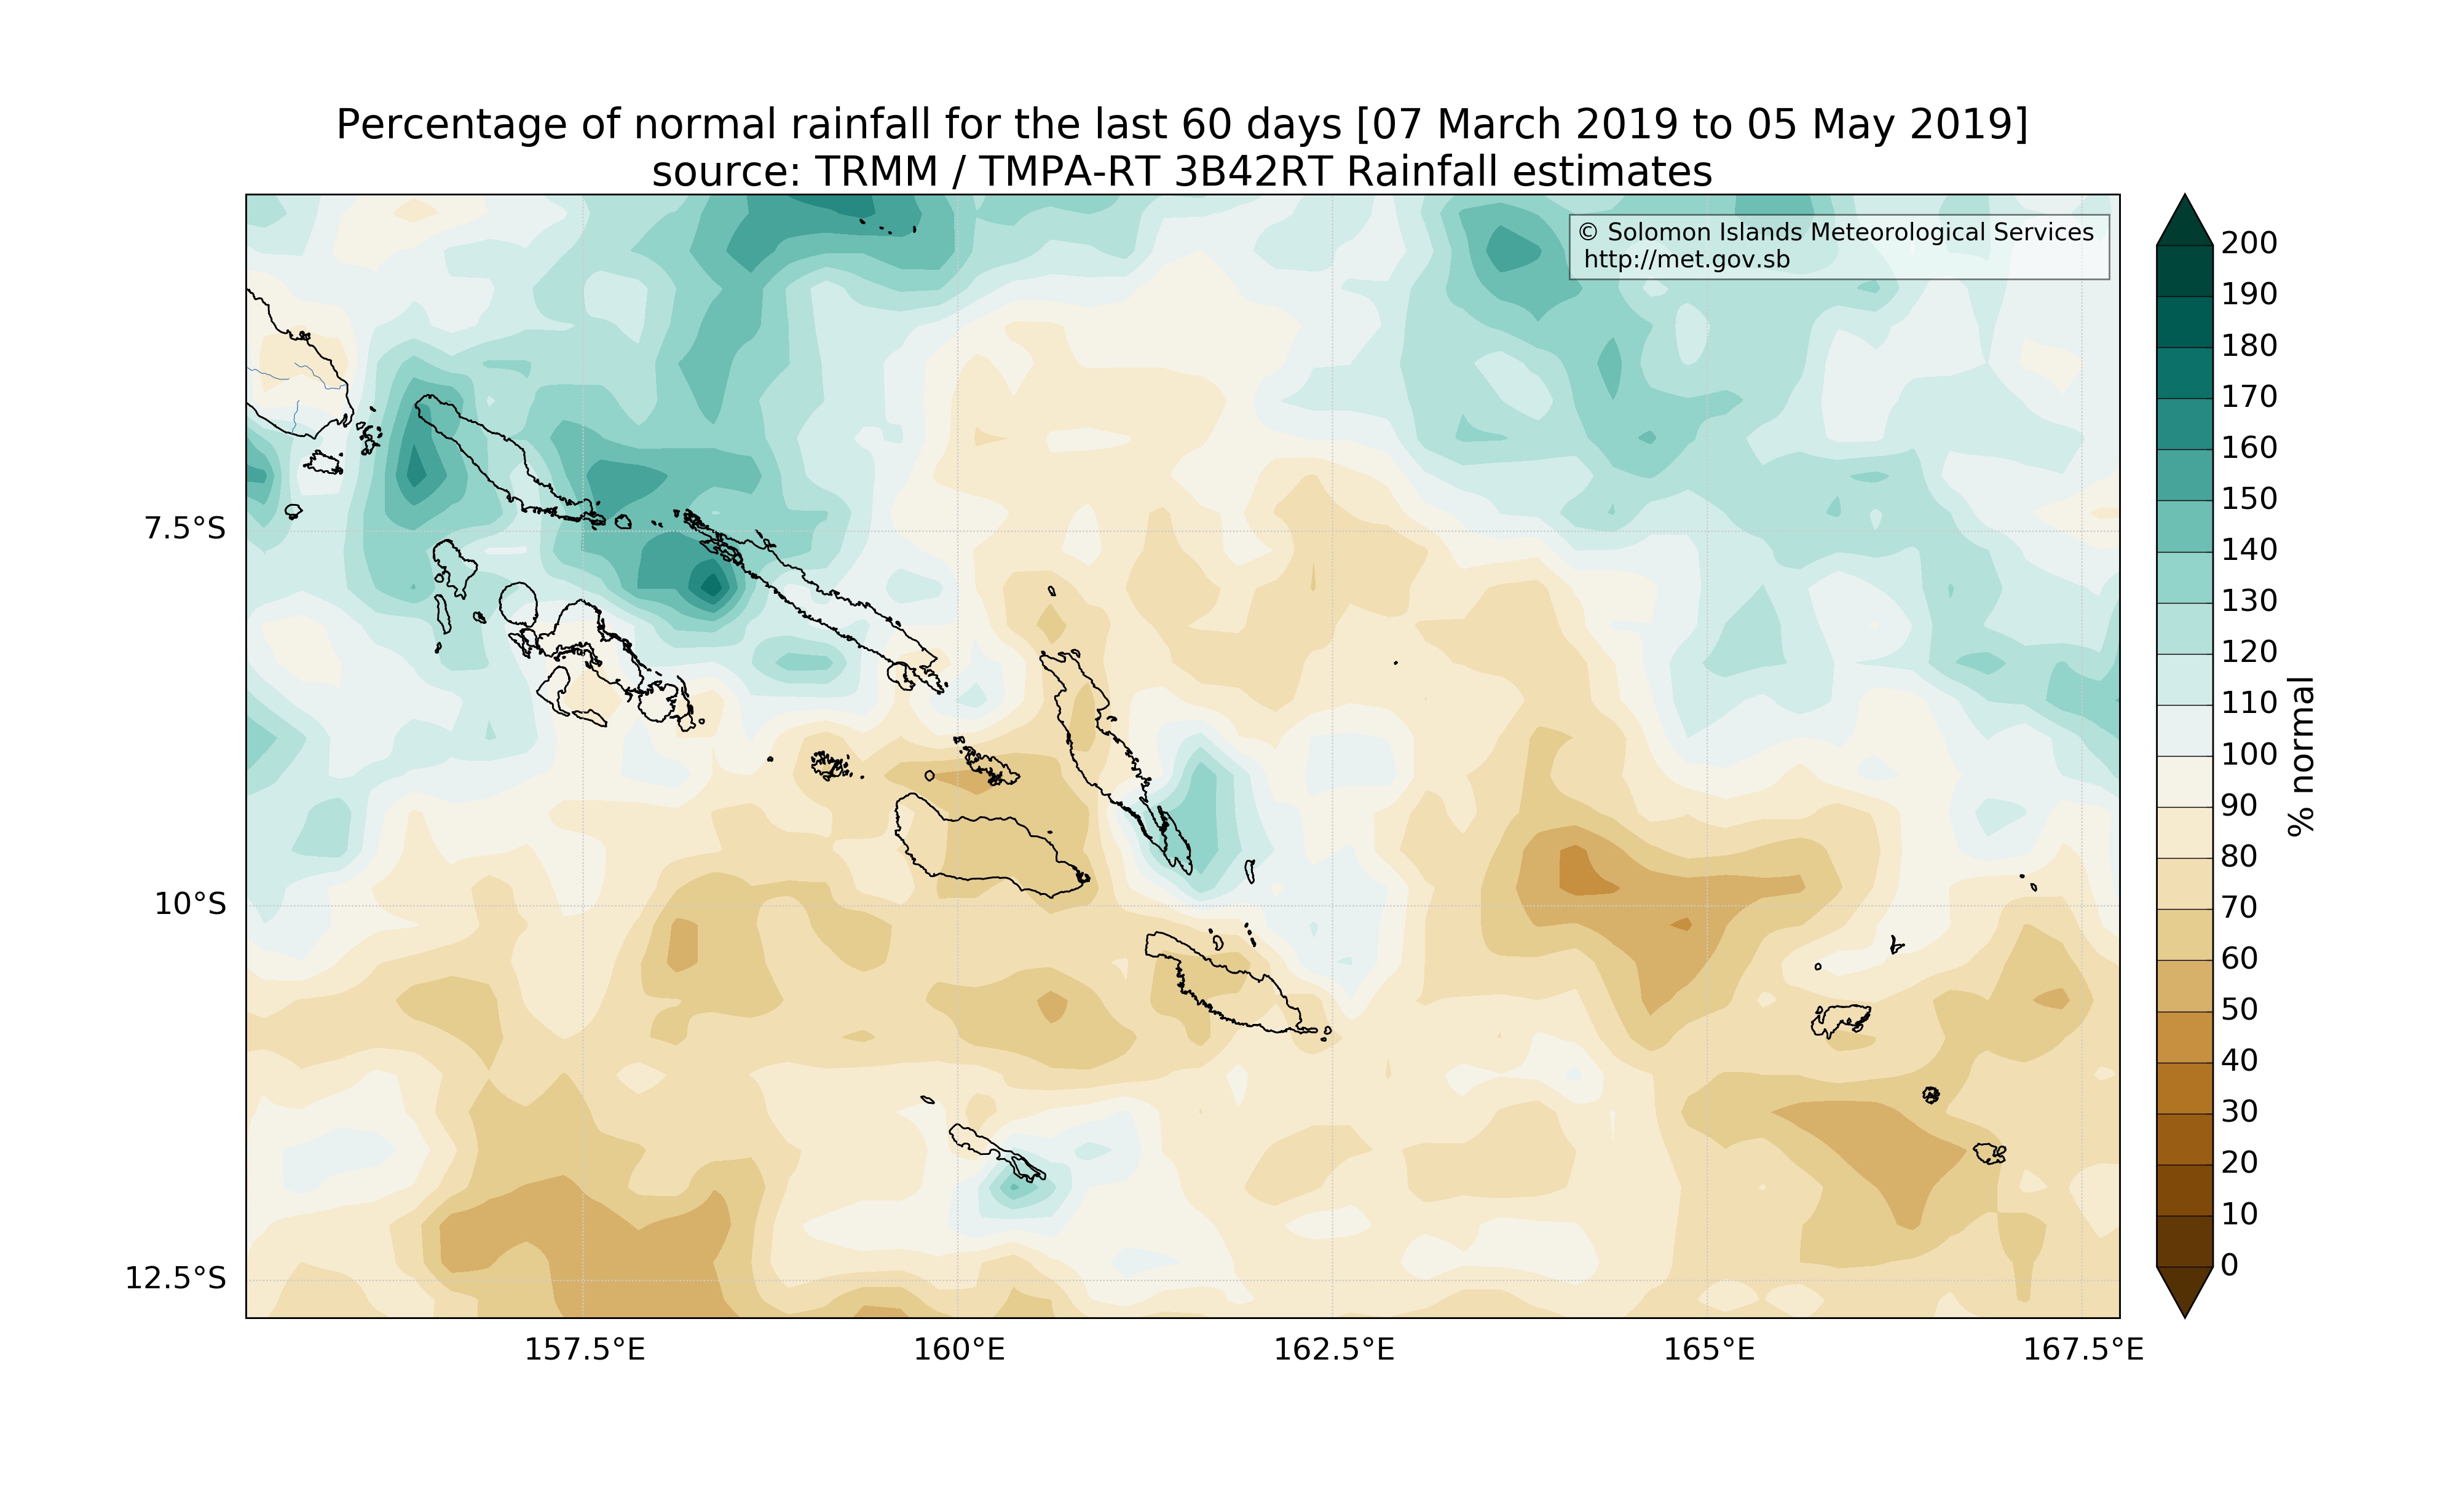 Percentage of normal rainfall for the last 60 days [07 March 2019 to 05 May 2019]
source: TRMM / TMPA-RT 3B42RT Rainfall estimates
© Solomon Islands Meteorological Services
http://met.gov.sb
7.5°S
10°S
12.5°S
157.5°E
160°E
162.5°E
165°E
167.5°E
200
190
180
170
160
150
140
130
120
110
100
90
80
70
60
50
40
30
20
10
0
% normal